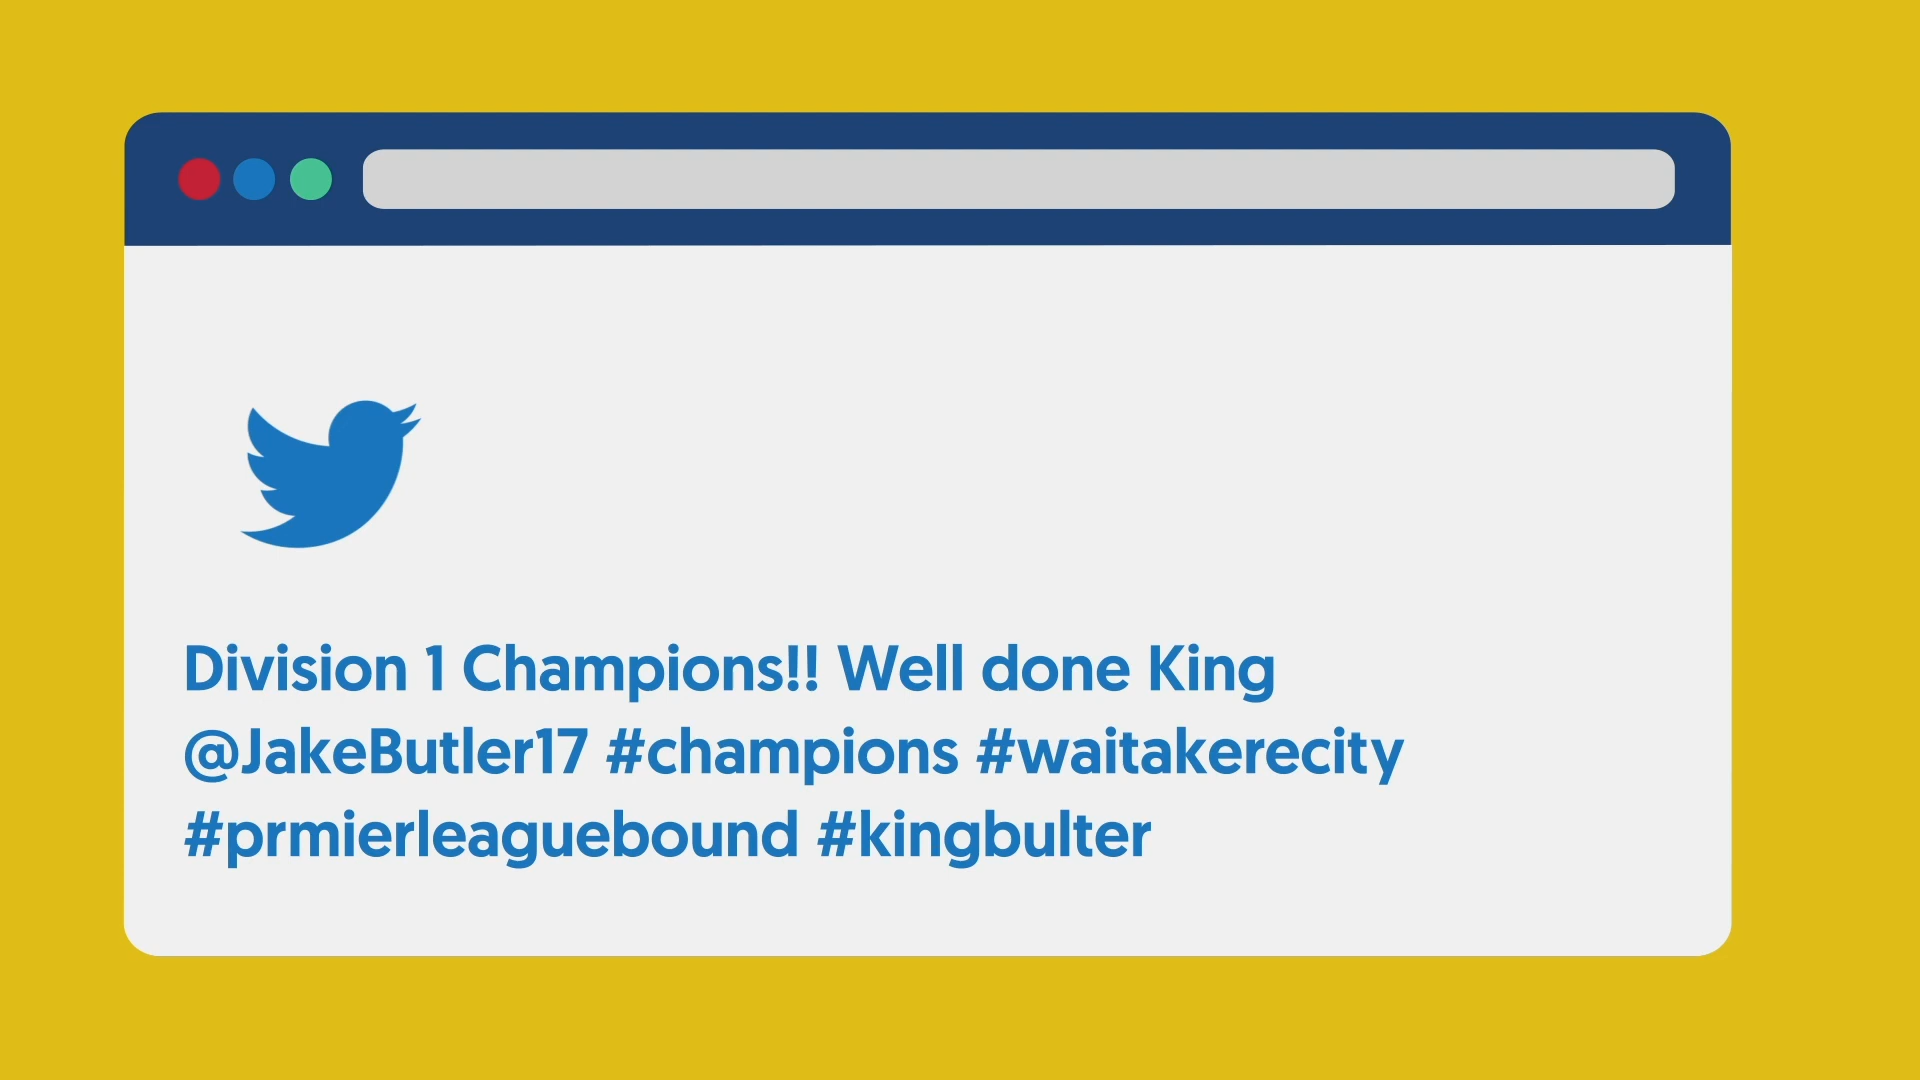 Division 1 Champions!! Well done King
@JakeButler17 #champions #waitakerecity
#prmierleaguebound #kingbulter